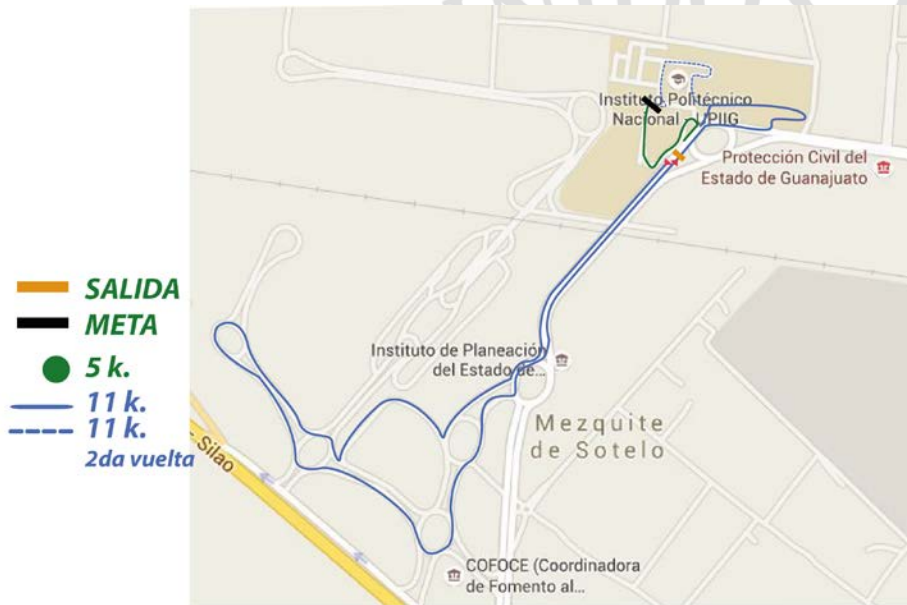 Instituto Politécnico
Nacional - UPIIG
Protección Civil del
Estado de Guanajuato
SALIDA
META
5 k.
11 k.
11 k.
2da vuelta
Instituto de Planeación
del Estado de...
Mezquite
de Sotelo
- Silao
COFOCE (Coordinadora
de Fomento al...